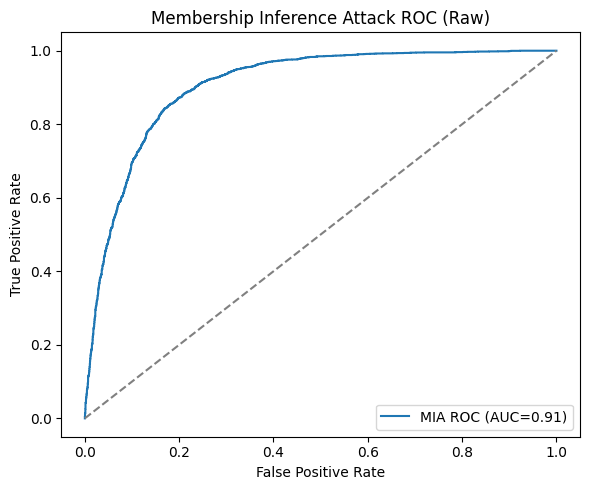 Membership Inference Attack ROC (Raw)
True Positive Rate
1.0
0.8
0.6
0.4
0.2
0.0
MIA ROC (AUC=0.91)
0.0 0.2 0.4 0.6 0.8 1.0
False Positive Rate